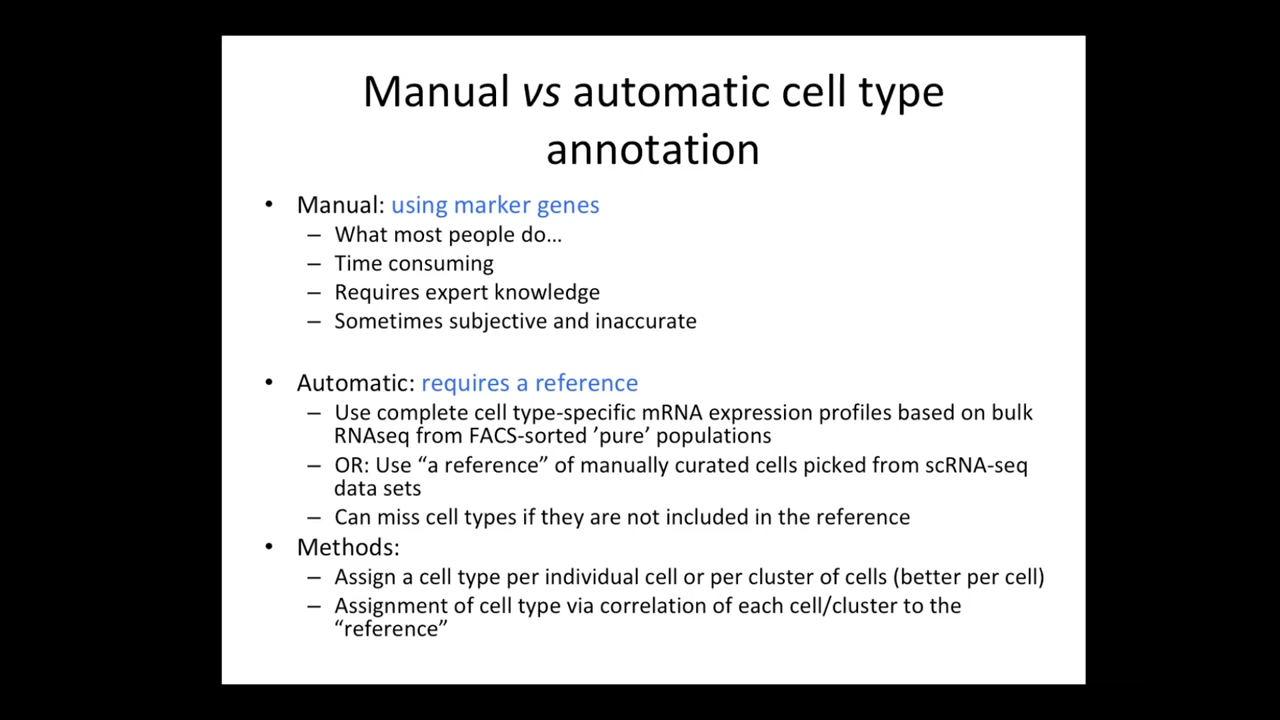 Manual vs automatic cell type
annotation
• Manual: using marker genes
– What most people do…
– Time consuming
– Requires expert knowledge
– Sometimes subjective and inaccurate
• Automatic: requires a reference
– Use complete cell type-specific mRNA expression profiles based on bulk
RNAseq from FACS-sorted ’pure’ populations
– OR: Use “a reference” of manually curated cells picked from scRNA-seq
data sets
– Can miss cell types if they are not included in the reference
• Methods:
– Assign a cell type per individual cell or per cluster of cells (better per cell)
– Assignment of cell type via correlation of each cell/cluster to the
“reference”